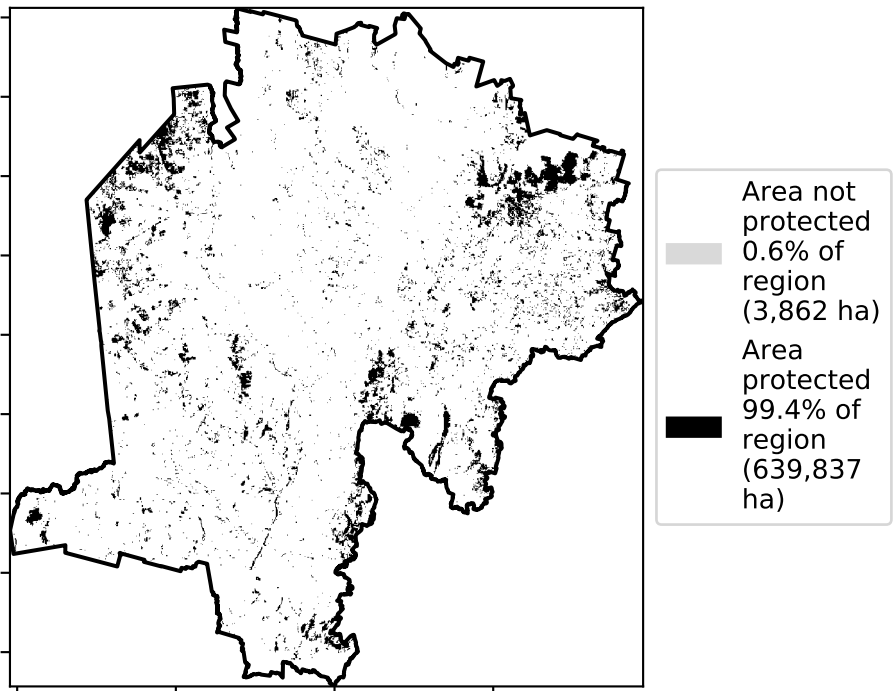 Area not
protected
0.6% of
region
(3,862 ha)
Area
protected
99.4% of
region
(639,837
ha)